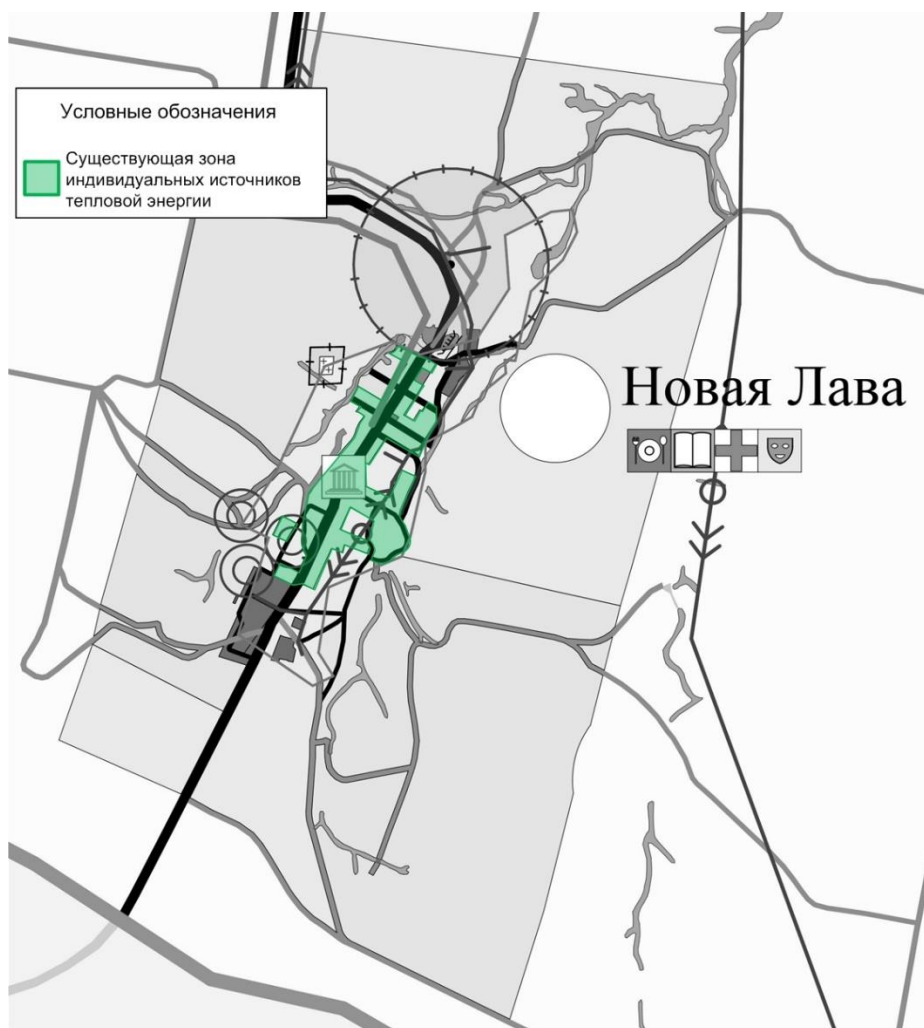 Условные обозначения
Существующая зона
индивидуальных источников
тепловой энергии
Новая Лава